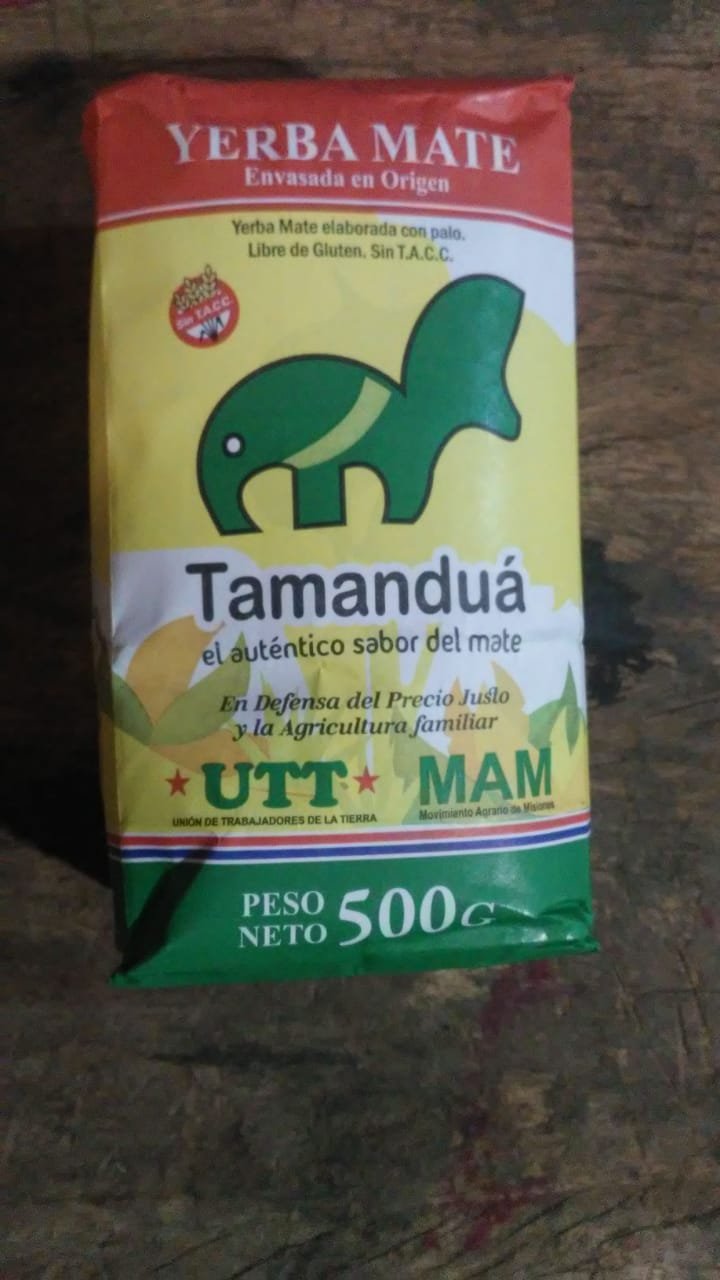 YERBA MATE
Envasada en Origen
Yerba Mate elaborada con palo.
Libre de Gluten. Sin T.A.C.C.
Sin T.A.C.C.
Tamanduá
el auténtico sabor del mate
En Defensa del Precio Justo
y la Agricultura familiar
UTT
UNIÓN DE TRABAJADORES DE LA TIERRA
MAM
Movimiento Agrario de Misiones
PESO
NETO
500G